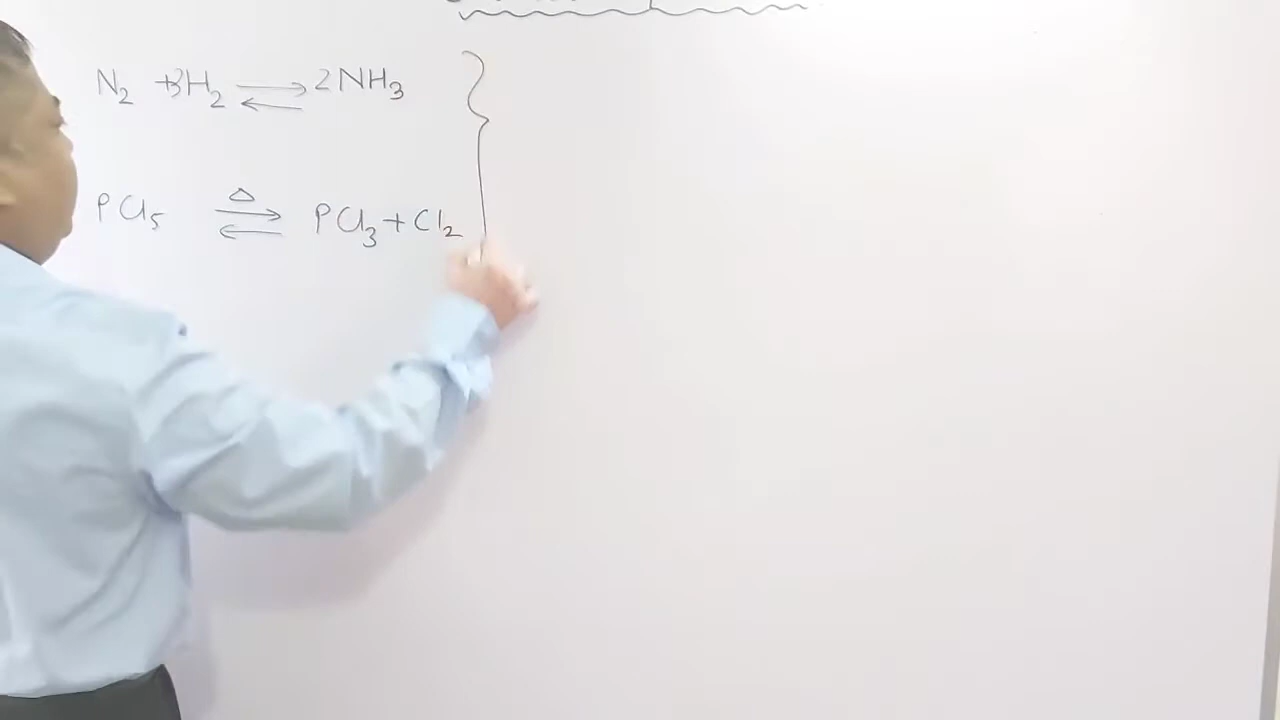 N₂ + 3H₂ ⇌ 2NH₃
Δ
PCl₅ ⇌ PCl₃ + Cl₂